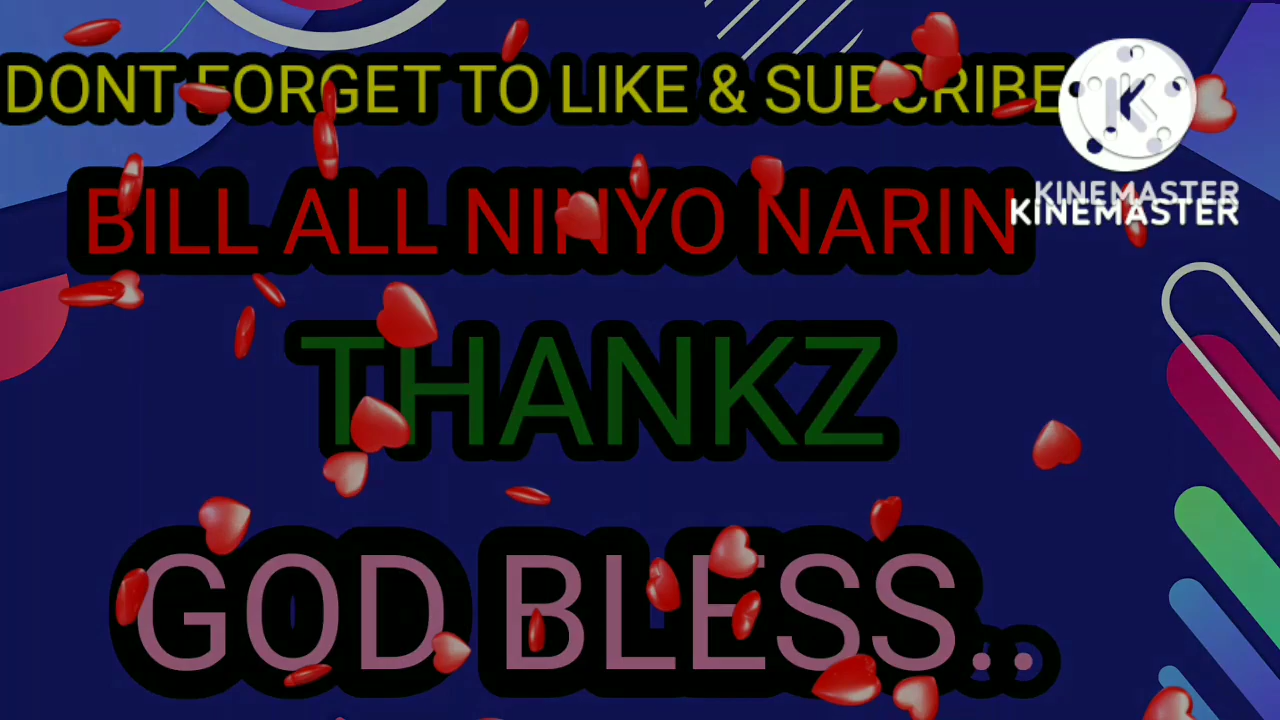 DONT FORGET TO LIKE & SUBCRIBE
BILL ALL NINYO NARIN
THANKZ
GOD BLESS..
K
KINEMASTER
KINEMASTER